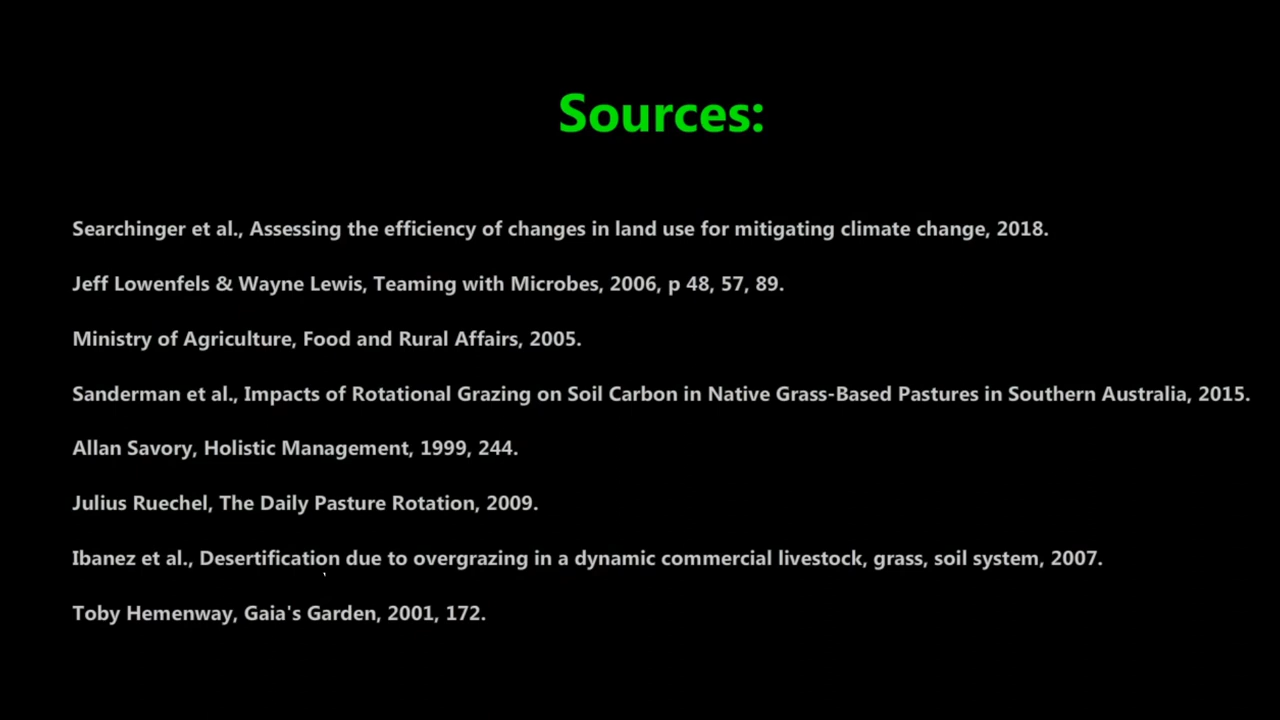 Sources:
Searchinger et al., Assessing the efficiency of changes in land use for mitigating climate change, 2018.
Jeff Lowenfels & Wayne Lewis, Teaming with Microbes, 2006, p 48, 57, 89.
Ministry of Agriculture, Food and Rural Affairs, 2005.
Sanderman et al., Impacts of Rotational Grazing on Soil Carbon in Native Grass-Based Pastures in Southern Australia, 2015.
Allan Savory, Holistic Management, 1999, 244.
Julius Ruechel, The Daily Pasture Rotation, 2009.
Ibanez et al., Desertification due to overgrazing in a dynamic commercial livestock, grass, soil system, 2007.
Toby Hemenway, Gaia's Garden, 2001, 172.